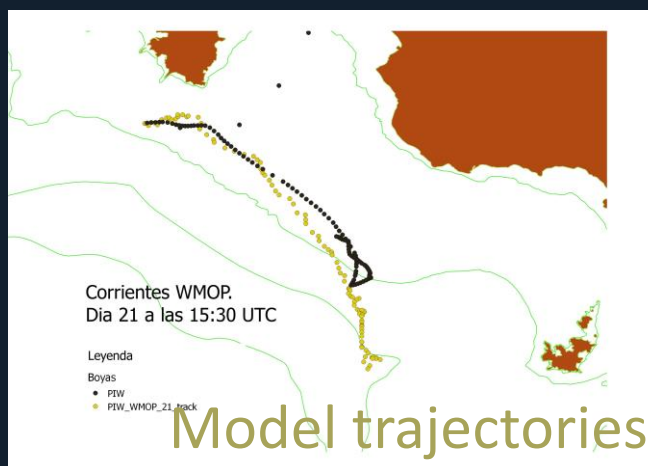 Corrientes WMOP.
Dia 21 a las 15:30 UTC
Leyenda
Boyas
PIW
PIW_WMOP_21_track
Model trajectories